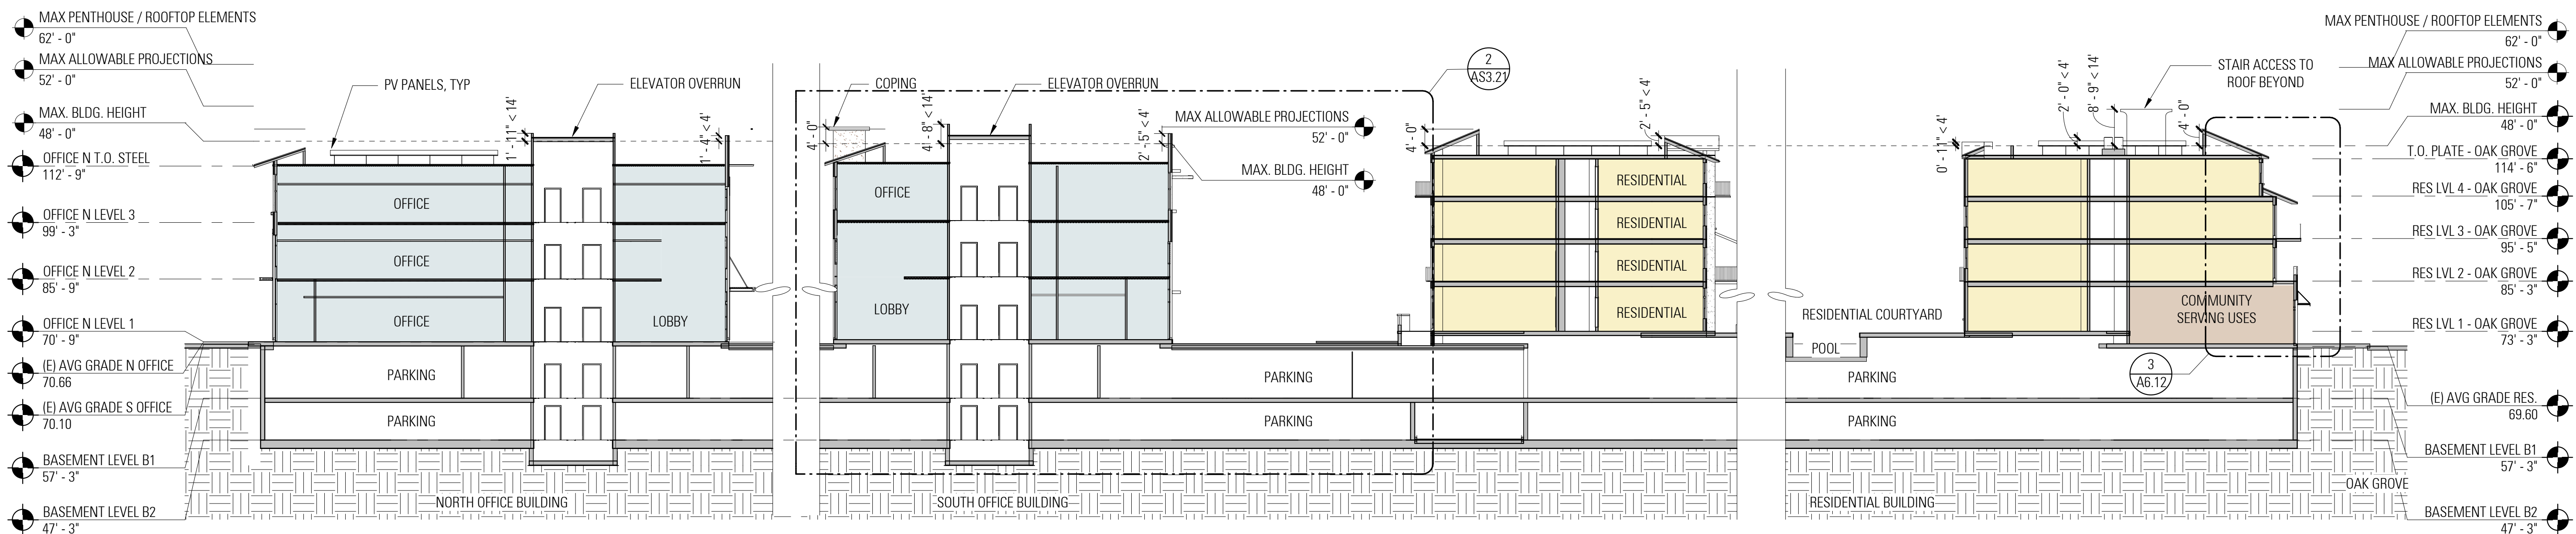 MAX PENTHOUSE / ROOFTOP ELEMENTS
62' - 0"
MAX ALLOWABLE PROJECTIONS
52' - 0"
MAX. BLDG. HEIGHT
48' - 0"
OFFICE N T.O. STEEL
112' - 9"
OFFICE N LEVEL 3
99' - 3"
OFFICE N LEVEL 2
85' - 9"
OFFICE N LEVEL 1
70' - 9"
(E) AVG GRADE N OFFICE
70.66
(E) AVG GRADE S OFFICE
70.10
BASEMENT LEVEL B1
57' - 3"
BASEMENT LEVEL B2
47' - 3"
PV PANELS, TYP
ELEVATOR OVERRUN
1' - 11" < 14'
1' - 4" < 4'
OFFICE
OFFICE
OFFICE
LOBBY
PARKING
PARKING
NORTH OFFICE BUILDING
COPING
ELEVATOR OVERRUN
4' - 0"
4' - 8" < 14'
2' - 5" < 4'
MAX ALLOWABLE PROJECTIONS
52' - 0"
MAX. BLDG. HEIGHT
48' - 0"
2
AS3.21
OFFICE
LOBBY
PARKING
PARKING
SOUTH OFFICE BUILDING
4' - 0"
2' - 5" < 4'
RESIDENTIAL
RESIDENTIAL
RESIDENTIAL
RESIDENTIAL
RESIDENTIAL COURTYARD
POOL
PARKING
PARKING
RESIDENTIAL BUILDING
0' - 11" < 4'
2' - 0" < 4'
8' - 9" < 14'
4' - 0"
STAIR ACCESS TO
ROOF BEYOND
COMMUNITY
SERVING USES
3
A6.12
OAK GROVE
MAX PENTHOUSE / ROOFTOP ELEMENTS
62' - 0"
MAX ALLOWABLE PROJECTIONS
52' - 0"
MAX. BLDG. HEIGHT
48' - 0"
T.O. PLATE - OAK GROVE
114' - 6"
RES LVL 4 - OAK GROVE
105' - 7"
RES LVL 3 - OAK GROVE
95' - 5"
RES LVL 2 - OAK GROVE
85' - 3"
RES LVL 1 - OAK GROVE
73' - 3"
(E) AVG GRADE RES.
69.60
BASEMENT LEVEL B1
57' - 3"
BASEMENT LEVEL B2
47' - 3"